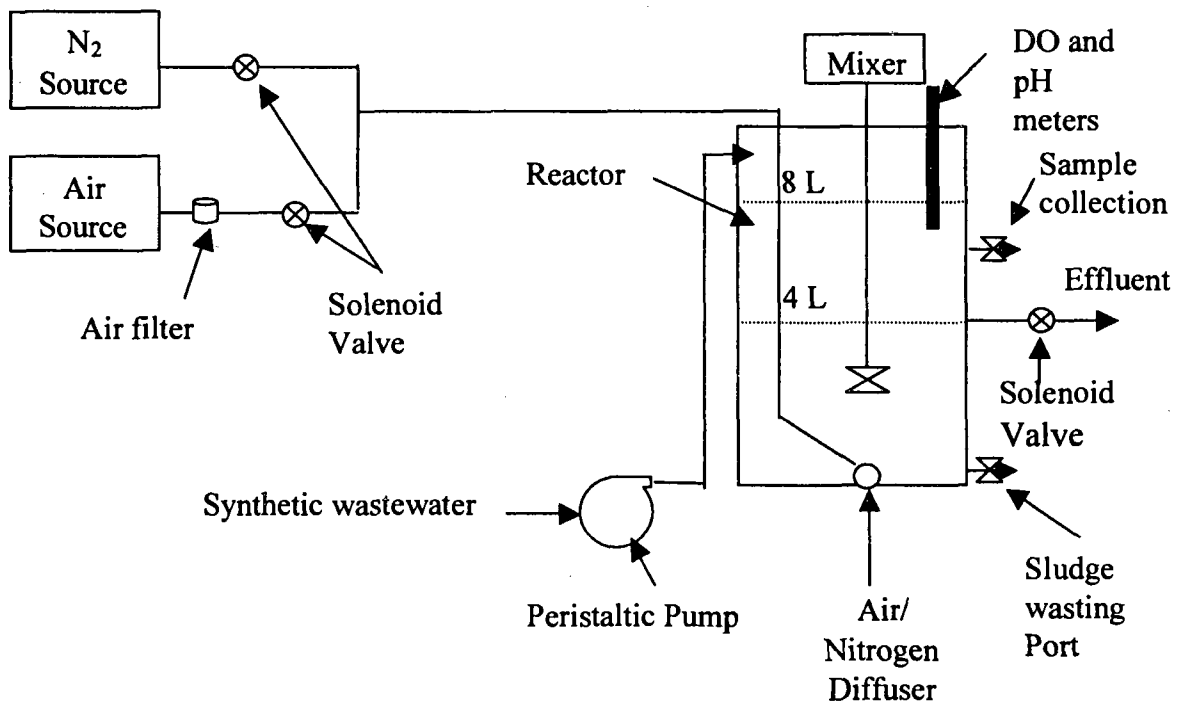 N₂
Source
Air
Source
Air filter
Solenoid
Valve
Mixer
DO and
pH
meters
Reactor
8 L
4 L
Sample
collection
Effluent
Solenoid
Valve
Synthetic wastewater
Peristaltic Pump
Air/
Nitrogen
Diffuser
Sludge
wasting
Port